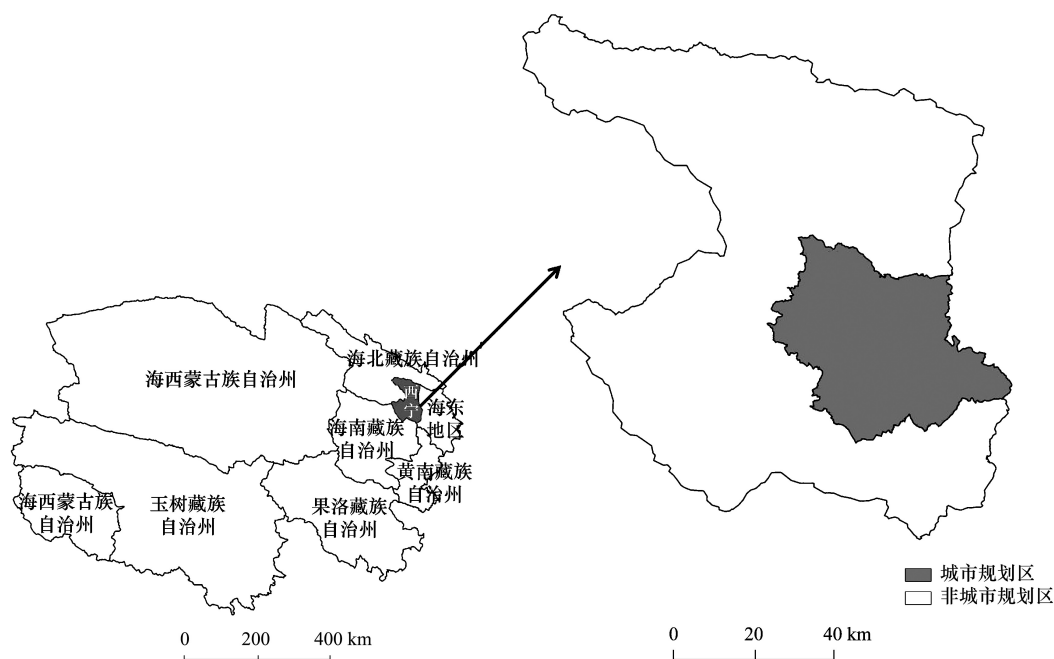 海北藏族自治州
海西蒙古族自治州
西
宁
海东
地区
海南藏族
自治州
黄南藏族
自治州
海西蒙古族
自治州
玉树藏族
自治州
果洛藏族
自治州
0 200 400 km
城市规划区
非城市规划区
0 20 40 km